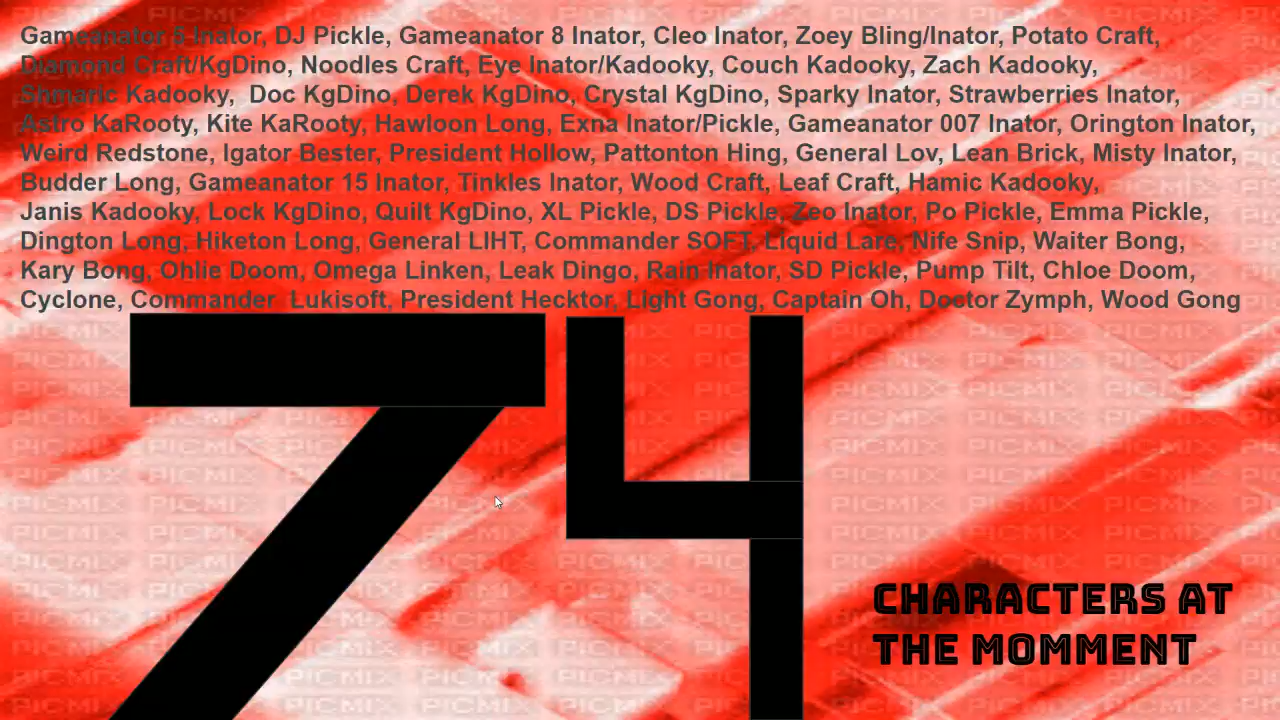 Gameanator 5 Inator, DJ Pickle, Gameanator 8 Inator, Cleo Inator, Zoey Bling/Inator, Potato Craft,
Diamond Craft/KgDino, Noodles Craft, Eye Inator/Kadooky, Couch Kadooky, Zach Kadooky,
Shmaric Kadooky,  Doc KgDino, Derek KgDino, Crystal KgDino, Sparky Inator, Strawberries Inator,
Astro KaRooty, Kite KaRooty, Hawloon Long, Exna Inator/Pickle, Gameanator 007 Inator, Orington Inator,
Weird Redstone, Igator Bester, President Hollow, Pattonton Hing, General Lov, Lean Brick, Misty Inator,
Budder Long, Gameanator 15 Inator, Tinkles Inator, Wood Craft, Leaf Craft, Hamic Kadooky,
Janis Kadooky, Lock KgDino, Quilt KgDino, XL Pickle, DS Pickle, Zeo Inator, Po Pickle, Emma Pickle,
Dington Long, Hiketon Long, General LIHT, Commander SOFT, Liquid Lare, Nife Snip, Waiter Bong,
Kary Bong, Ohlie Doom, Omega Linken, Leak Dingo, Rain Inator, SD Pickle, Pump Tilt, Chloe Doom,
Cyclone, Commander  Lukisoft, President Hecktor, Light Gong, Captain Oh, Doctor Zymph, Wood Gong
74
CHARACTERS AT
THE MOMMENT